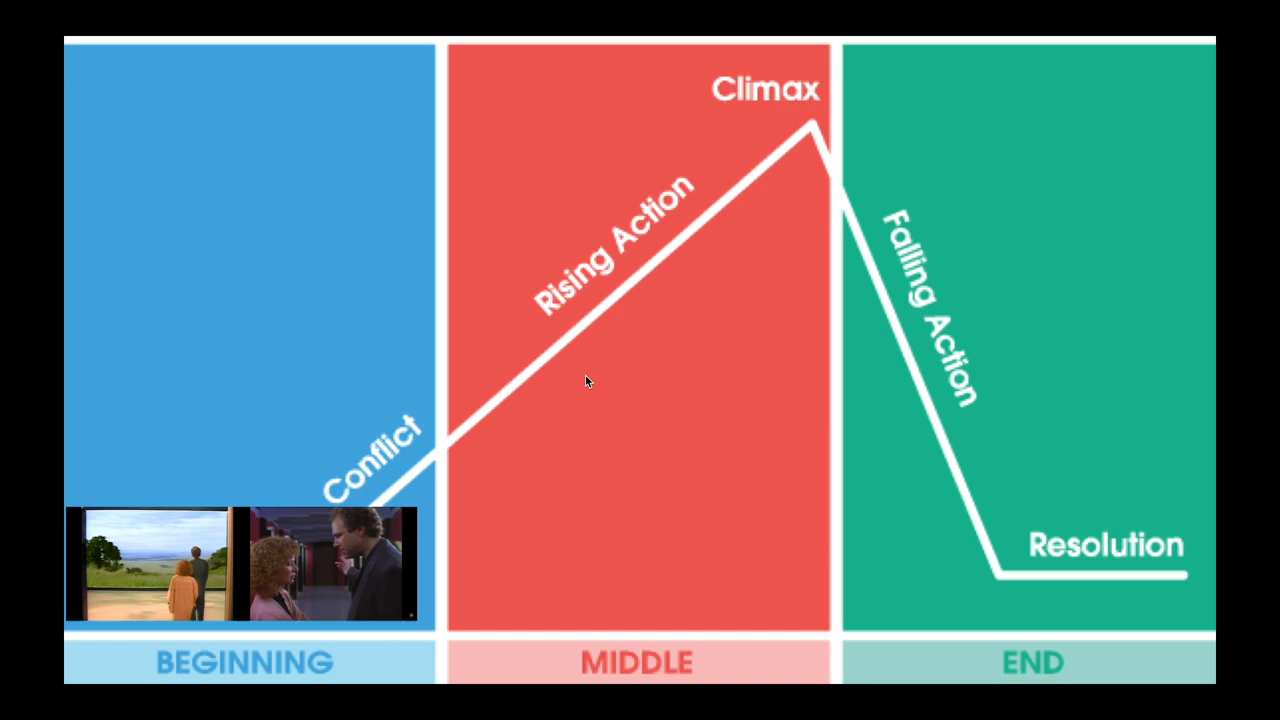 Climax
Rising Action
Falling Action
Conflict
Resolution
BEGINNING
MIDDLE
END